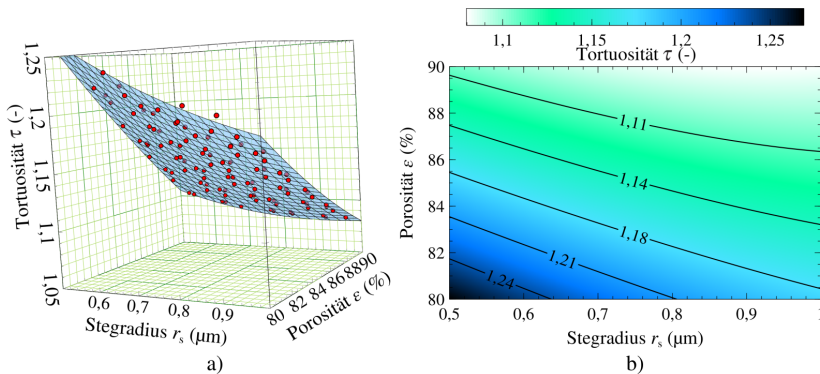 1,1 1,15 1,2 1,25
Tortuosität τ (-)
a)
1,25
1,2
1,15
1,1
1,05
Tortuosität τ (-)
0,6 0,7 0,8 0,9
Stegradius rs (µm)
80 82 84 86 88 90
Porosität ε (%)
a)
b)
90
88
86
84
82
80
Porosität ε (%)
1,11
1,14
1,18
1,21
1,24
0,5 0,6 0,7 0,8 0,9 1
Stegradius rs (µm)
b)